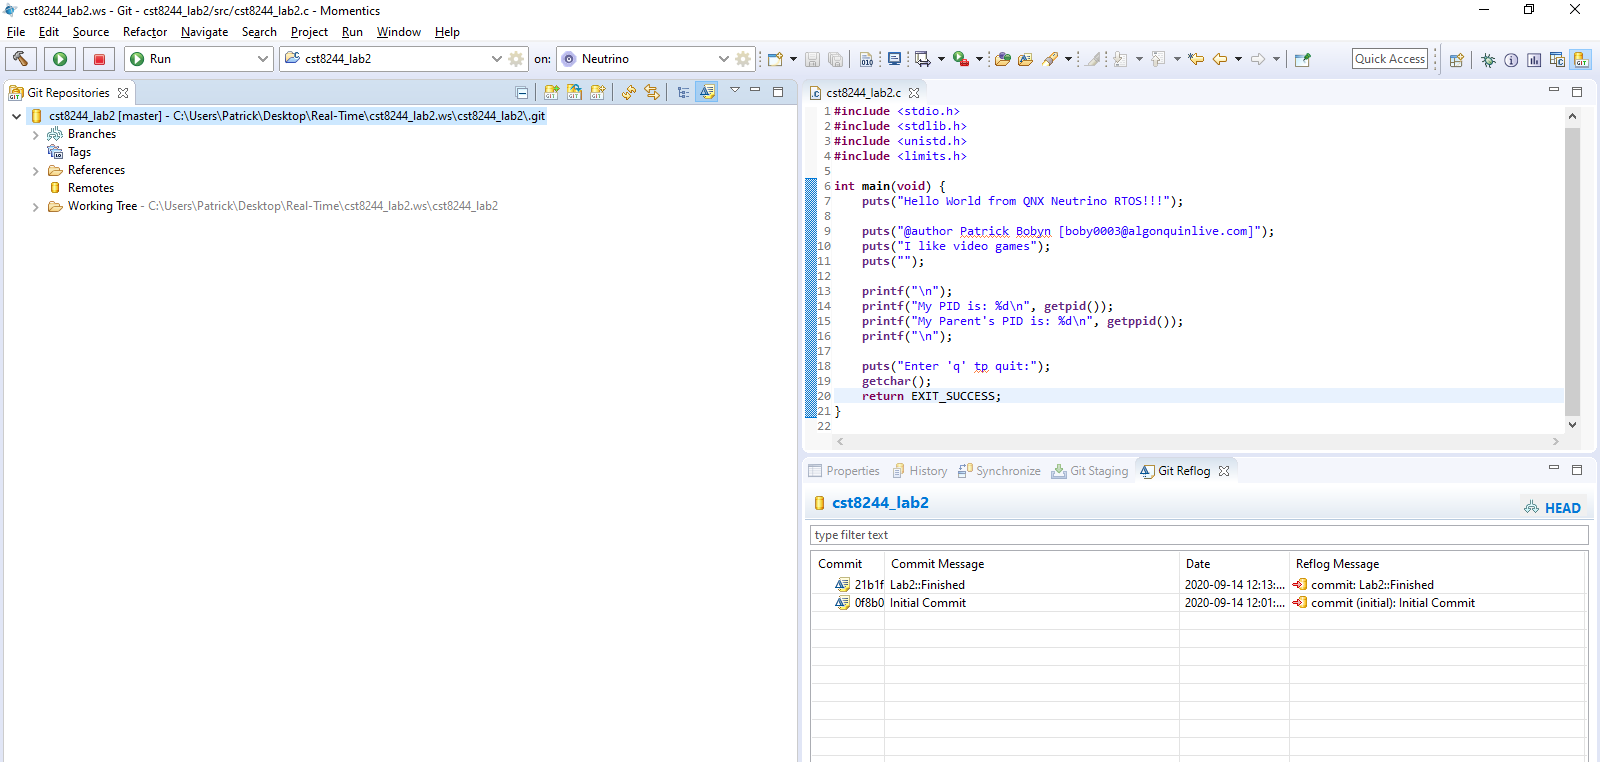 cst8244_lab2.ws - Git - cst8244_lab2/src/cst8244_lab2.c - Momentics
File Edit Source Refactor Navigate Search Project Run Window Help
Run cst8244_lab2 on: Neutrino Quick Access
Git Repositories
cst8244_lab2 [master] - C:\Users\Patrick\Desktop\Real-Time\cst8244_lab2.ws\cst8244_lab2\.git
Branches
Tags
References
Remotes
Working Tree - C:\Users\Patrick\Desktop\Real-Time\cst8244_lab2.ws\cst8244_lab2
cst8244_lab2.c
1 #include <stdio.h>
2 #include <stdlib.h>
3 #include <unistd.h>
4 #include <limits.h>
5
6 int main(void) {
7 puts("Hello World from QNX Neutrino RTOS!!!");
8
9 puts("@author Patrick Bobyn [boby0003@algonquinlive.com]");
10 puts("I like video games");
11 puts("");
12
13 printf("\n");
14 printf("My PID is: %d\n", getpid());
15 printf("My Parent's PID is: %d\n", getppid());
16 printf("\n");
17
18 puts("Enter 'q' tp quit:");
19 getchar();
20 return EXIT_SUCCESS;
21 }
22
Properties History Synchronize Git Staging Git Reflog
cst8244_lab2 HEAD
type filter text
Commit Commit Message Date Reflog Message
21b1f Lab2::Finished 2020-09-14 12:13:... commit: Lab2::Finished
0f8b0 Initial Commit 2020-09-14 12:01:... commit (initial): Initial Commit